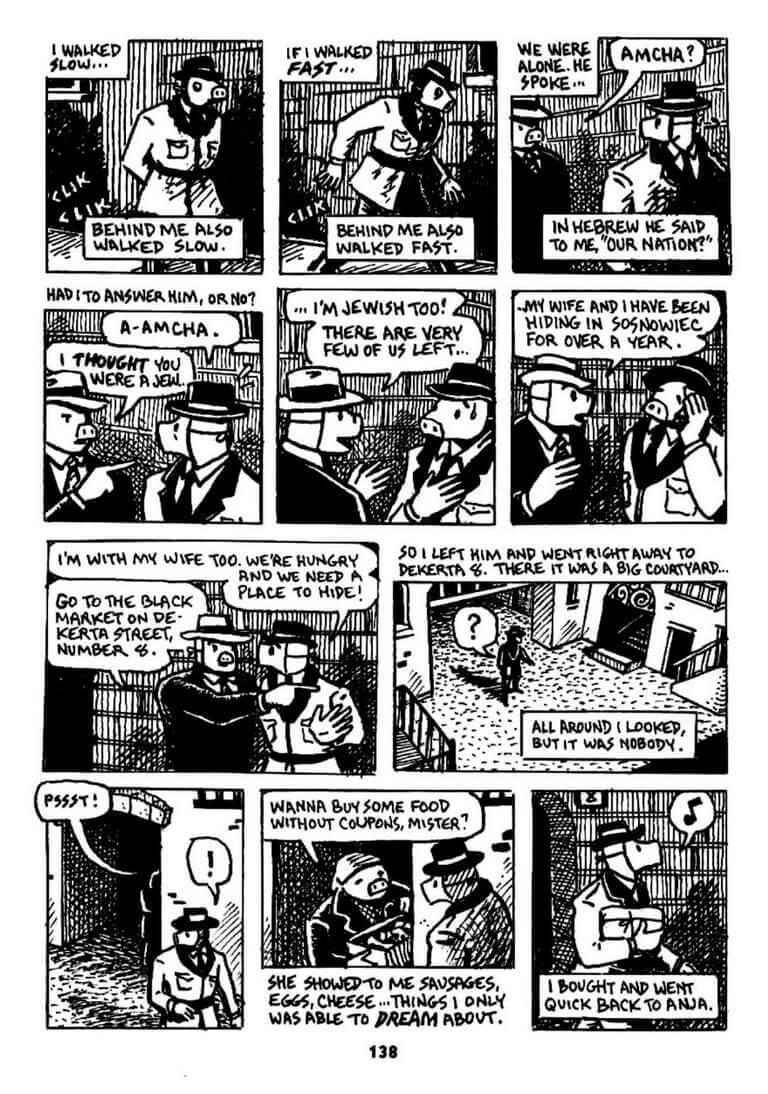 I WALKED
SLOW...
CLIK
CLIK
BEHIND ME ALSO
WALKED SLOW.
IF I WALKED
FAST...
CLIK
BEHIND ME ALSO
WALKED FAST.
WE WERE
ALONE. HE
SPOKE...
AMCHA?
IN HEBREW HE SAID
TO ME, "OUR NATION?"
HAD I TO ANSWER HIM, OR NO?
A-AMCHA.
I THOUGHT YOU
WERE A JEW...
... I'M JEWISH TOO!
THERE ARE VERY
FEW OF US LEFT...
..MY WIFE AND I HAVE BEEN
HIDING IN SOSNOWIEC
FOR OVER A YEAR.
I'M WITH MY WIFE TOO. WE'RE HUNGRY
AND WE NEED A
PLACE TO HIDE!
GO TO THE BLACK
MARKET ON DE-
KERTA STREET,
NUMBER 8.
SO I LEFT HIM AND WENT RIGHT AWAY TO
DEKERTA 8. THERE IT WAS A BIG COURTYARD...
?
ALL AROUND I LOOKED,
BUT IT WAS NOBODY.
PSSST!
!
WANNA BUY SOME FOOD
WITHOUT COUPONS, MISTER?
SHE SHOWED TO ME SAUSAGES,
EGGS, CHEESE...THINGS I ONLY
WAS ABLE TO DREAM ABOUT.
♪
I BOUGHT AND WENT
QUICK BACK TO ANJA.
138